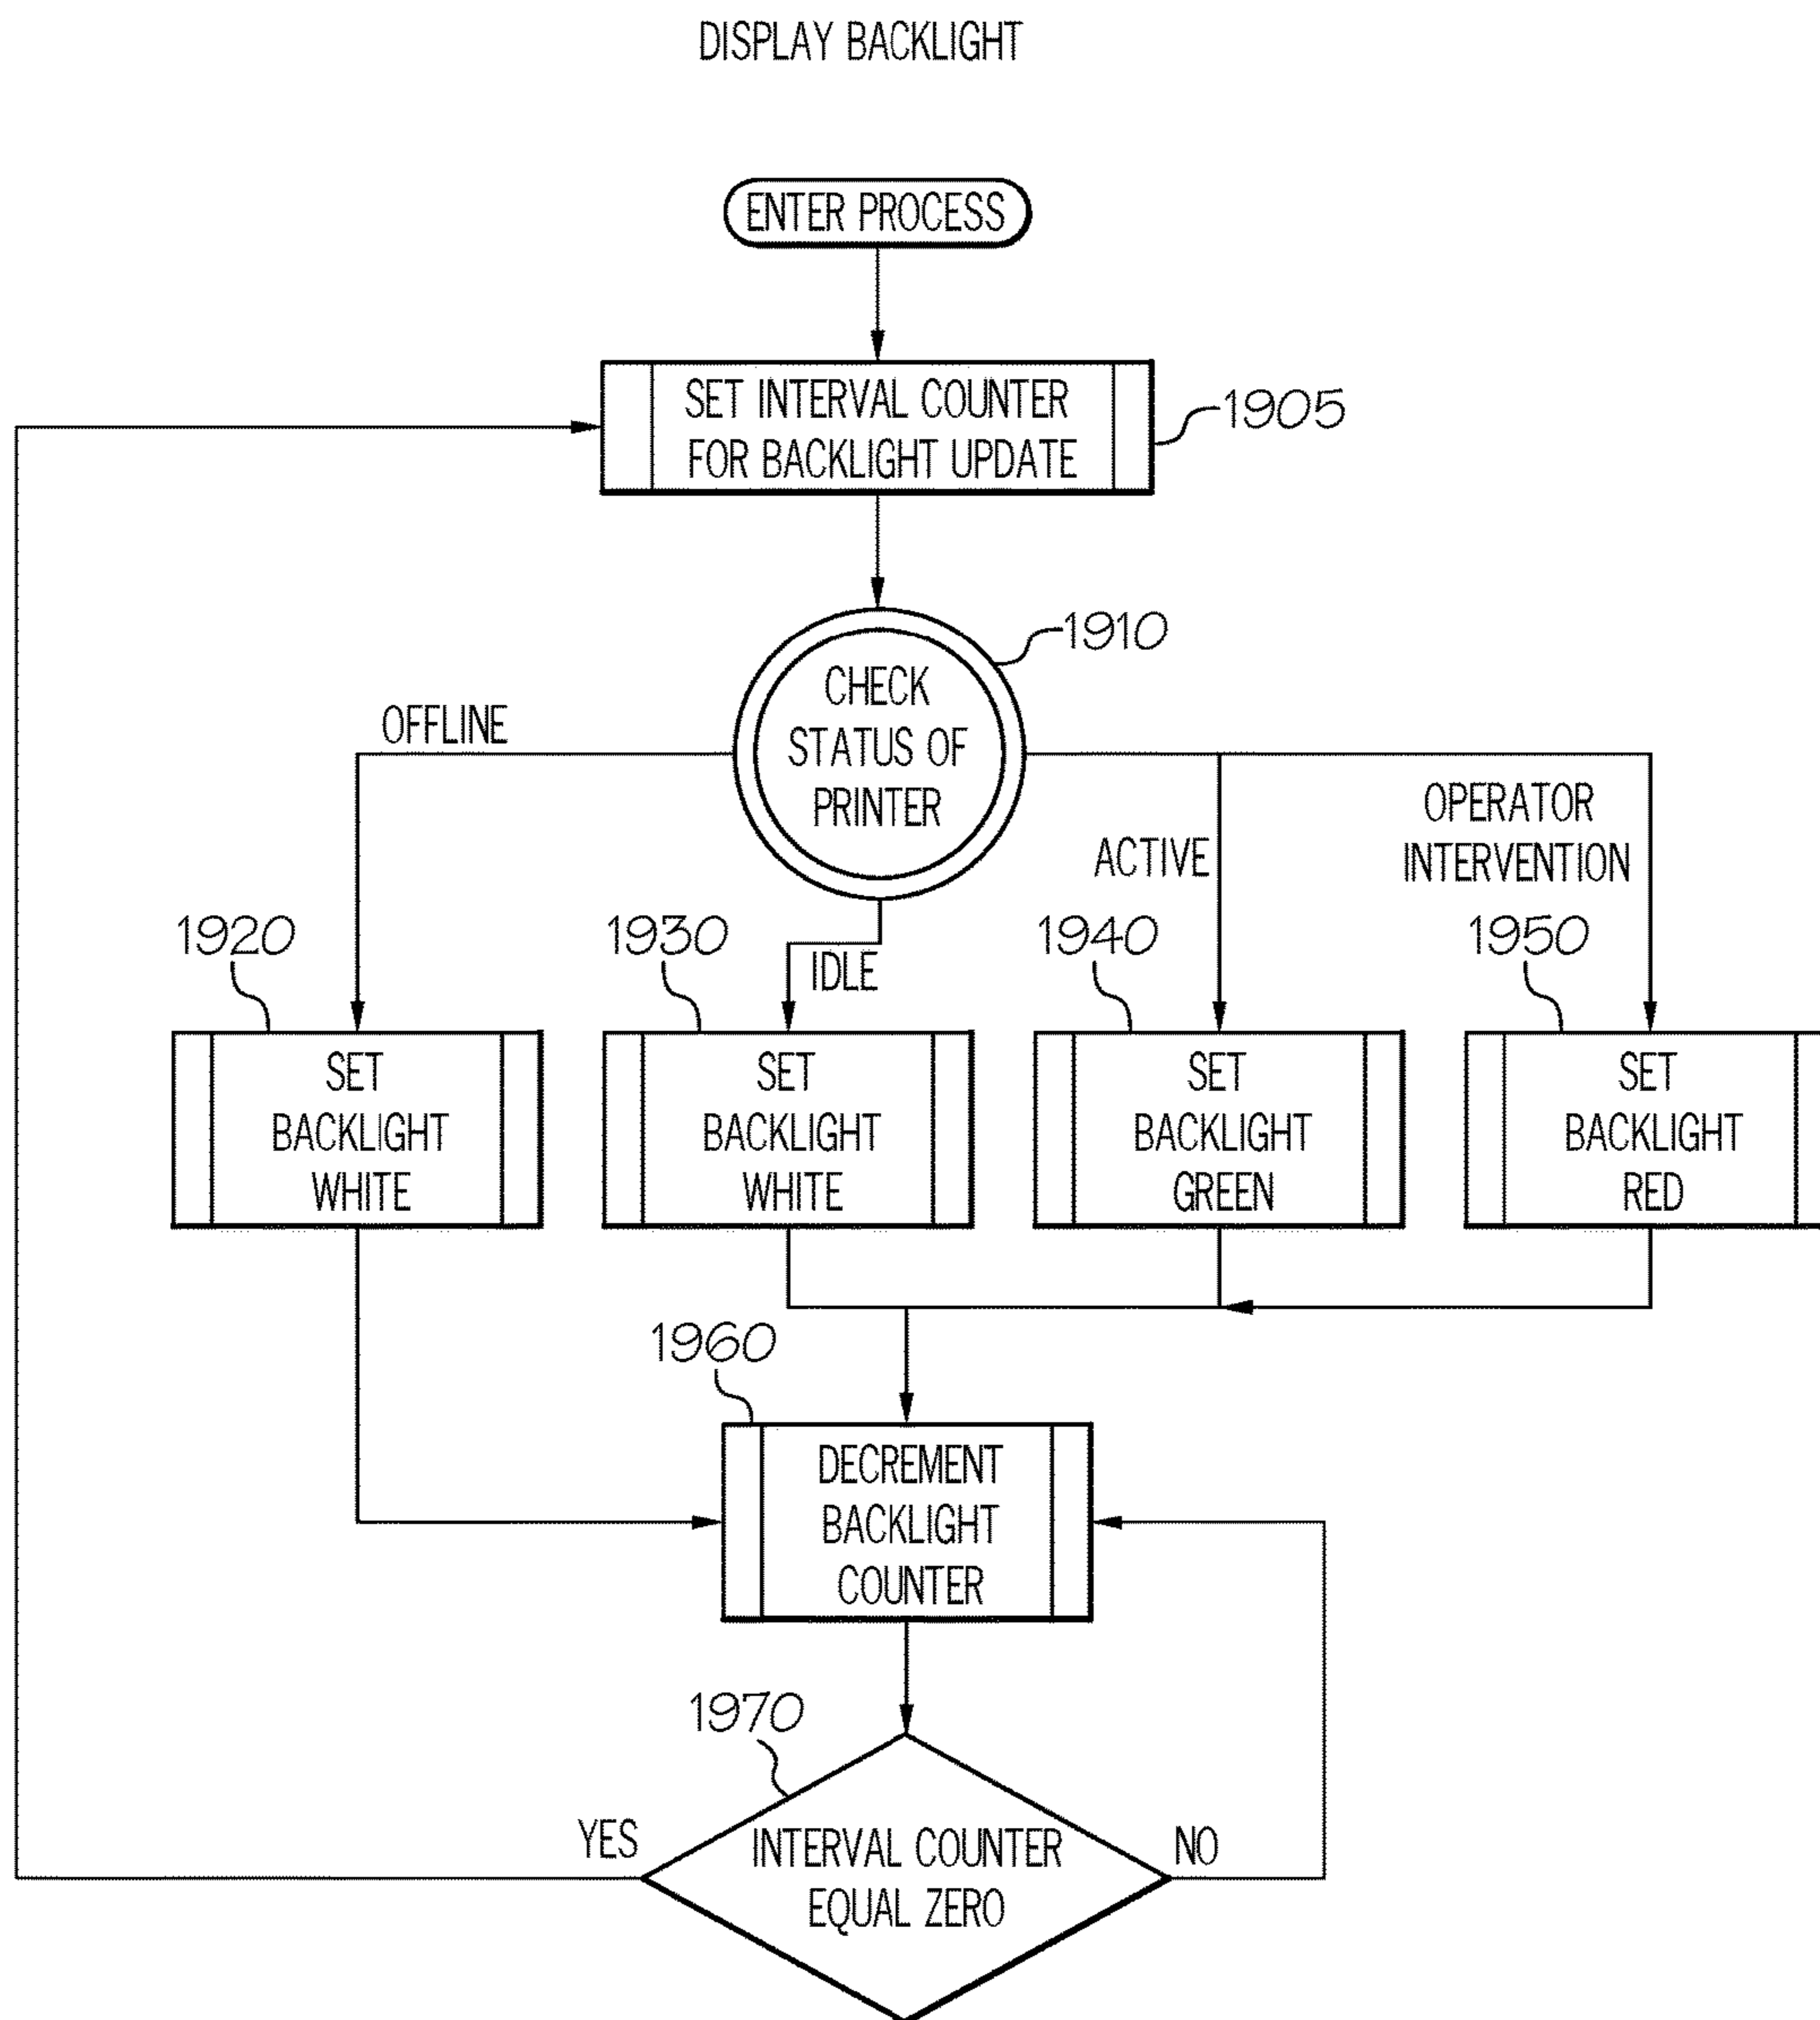 DISPLAY BACKLIGHT
ENTER PROCESS
SET INTERVAL COUNTER
FOR BACKLIGHT UPDATE
1905
1910
CHECK
STATUS OF
PRINTER
OFFLINE
IDLE
ACTIVE
OPERATOR
INTERVENTION
1920
SET
BACKLIGHT
WHITE
1930
SET
BACKLIGHT
WHITE
1940
SET
BACKLIGHT
GREEN
1950
SET
BACKLIGHT
RED
1960
DECREMENT
BACKLIGHT
COUNTER
1970
INTERVAL COUNTER
EQUAL ZERO
YES
NO